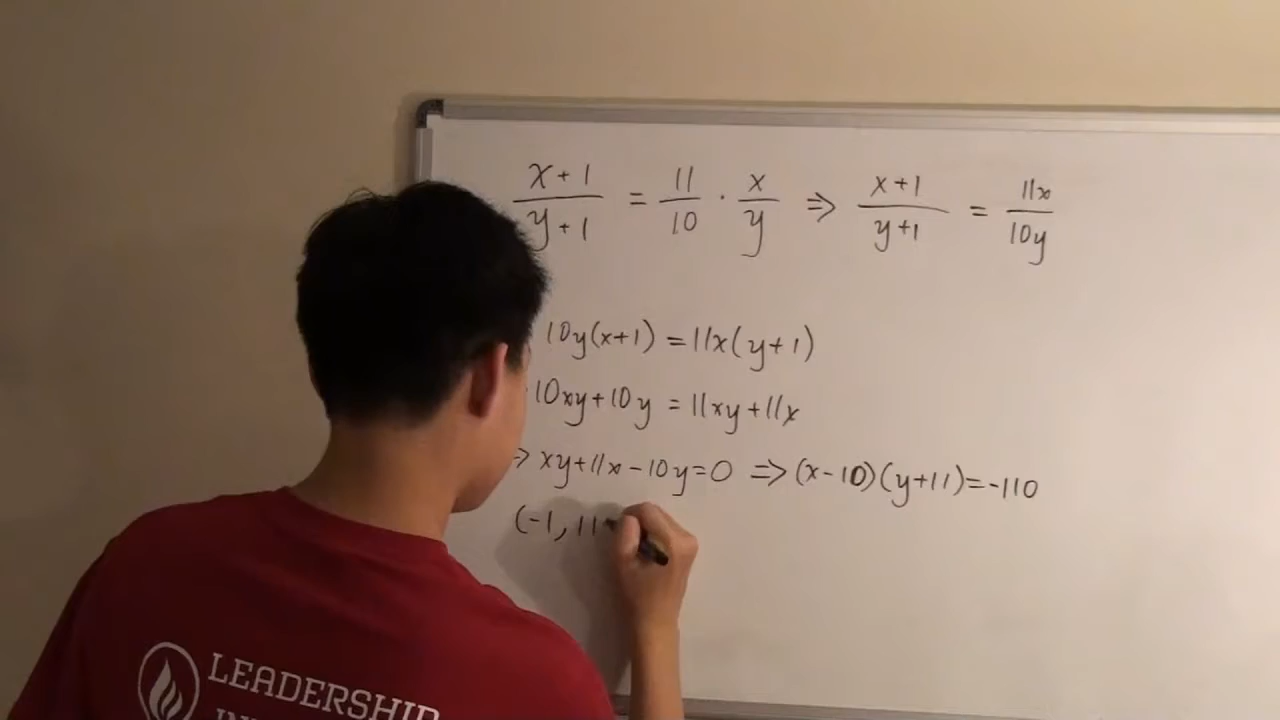 x+1/y+1 = 11/10 · x/y ⇒ x+1/y+1 = 11x/10y
10y(x+1) = 11x(y+1)
10xy+10y = 11xy+11x
⇒ xy+11x-10y=0 ⇒ (x-10)(y+11)=-110
(-1, 11
LEADERSHIP